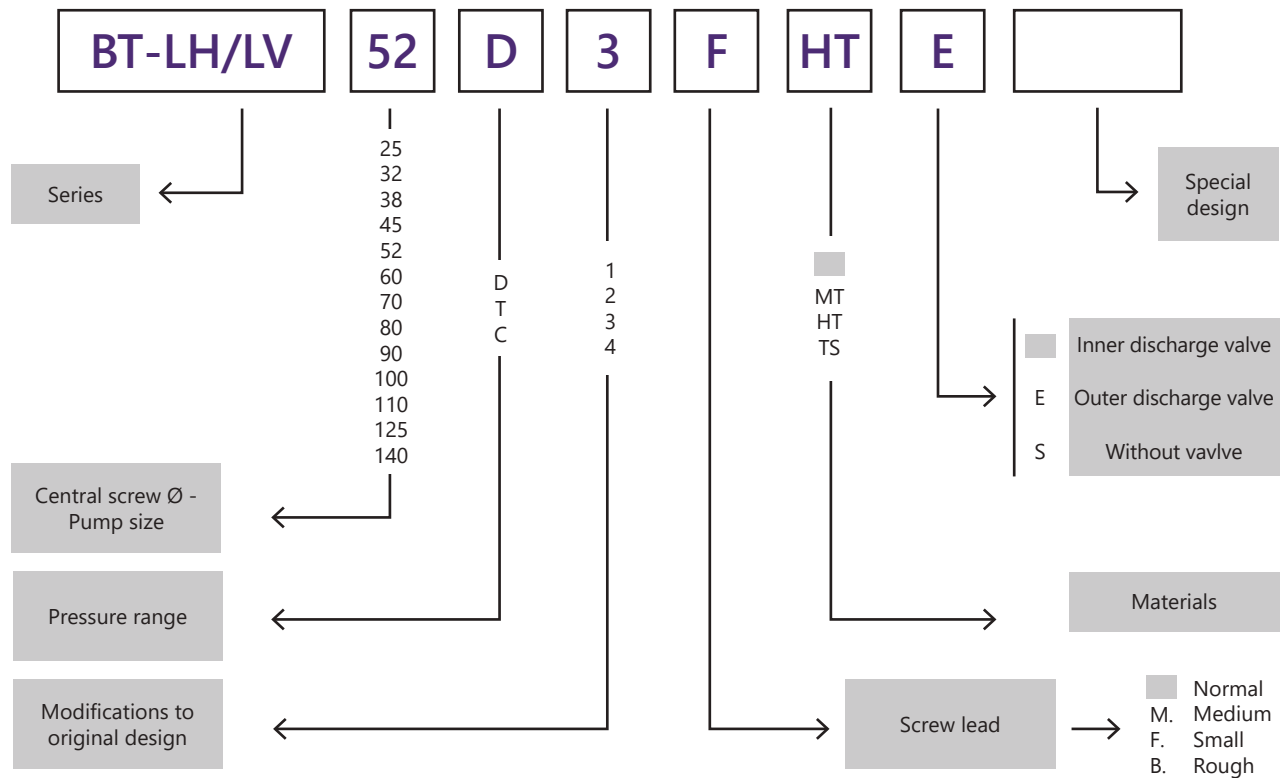 BT-LH/LV 52 D 3 F HT E
Series
25
32
38
45
52
60
70
80
90
100
110
125
140
D
T
C
1
2
3
4
MT
HT
TS
Special
design
Inner discharge valve
E Outer discharge valve
S Without vavlve
Central screw Ø -
Pump size
Pressure range
Materials
Modifications to
original design
Screw lead
Normal
M. Medium
F. Small
B. Rough